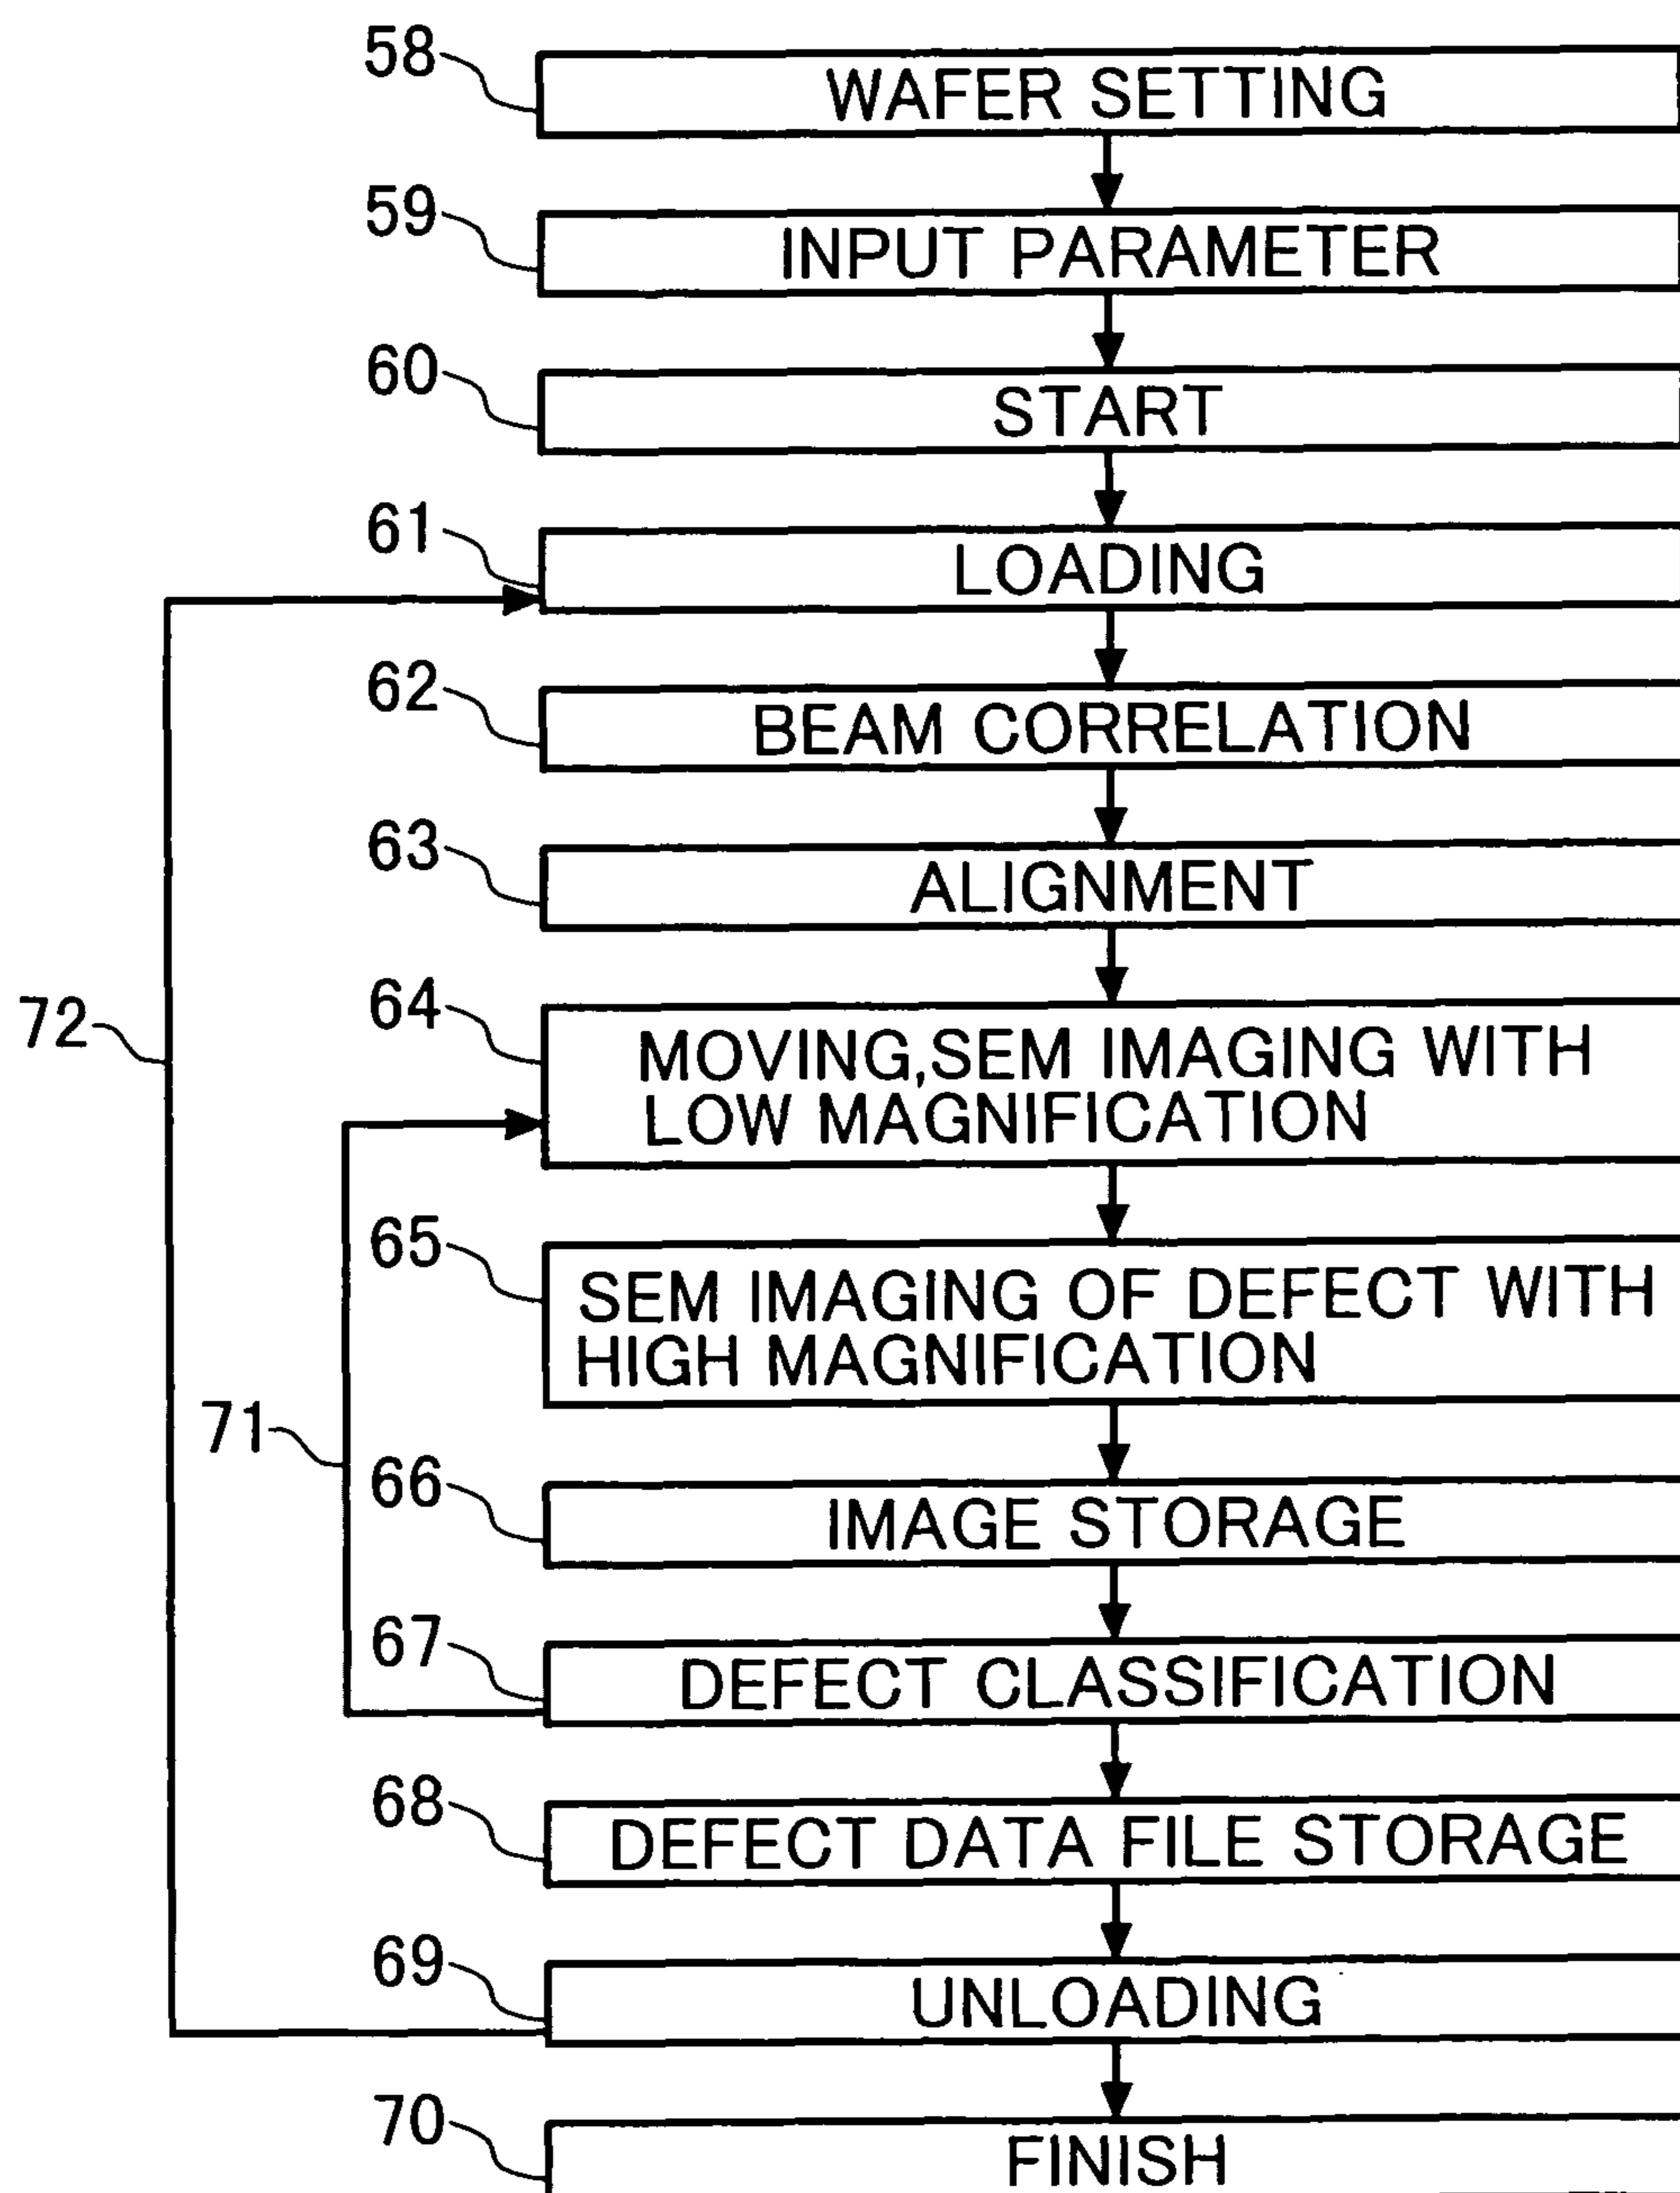 58
WAFER SETTING
59
INPUT PARAMETER
60
START
61
LOADING
62
BEAM CORRELATION
63
ALIGNMENT
64
MOVING,SEM IMAGING WITH
LOW MAGNIFICATION
72
65
SEM IMAGING OF DEFECT WITH
HIGH MAGNIFICATION
71
66
IMAGE STORAGE
67
DEFECT CLASSIFICATION
68
DEFECT DATA FILE STORAGE
69
UNLOADING
70
FINISH